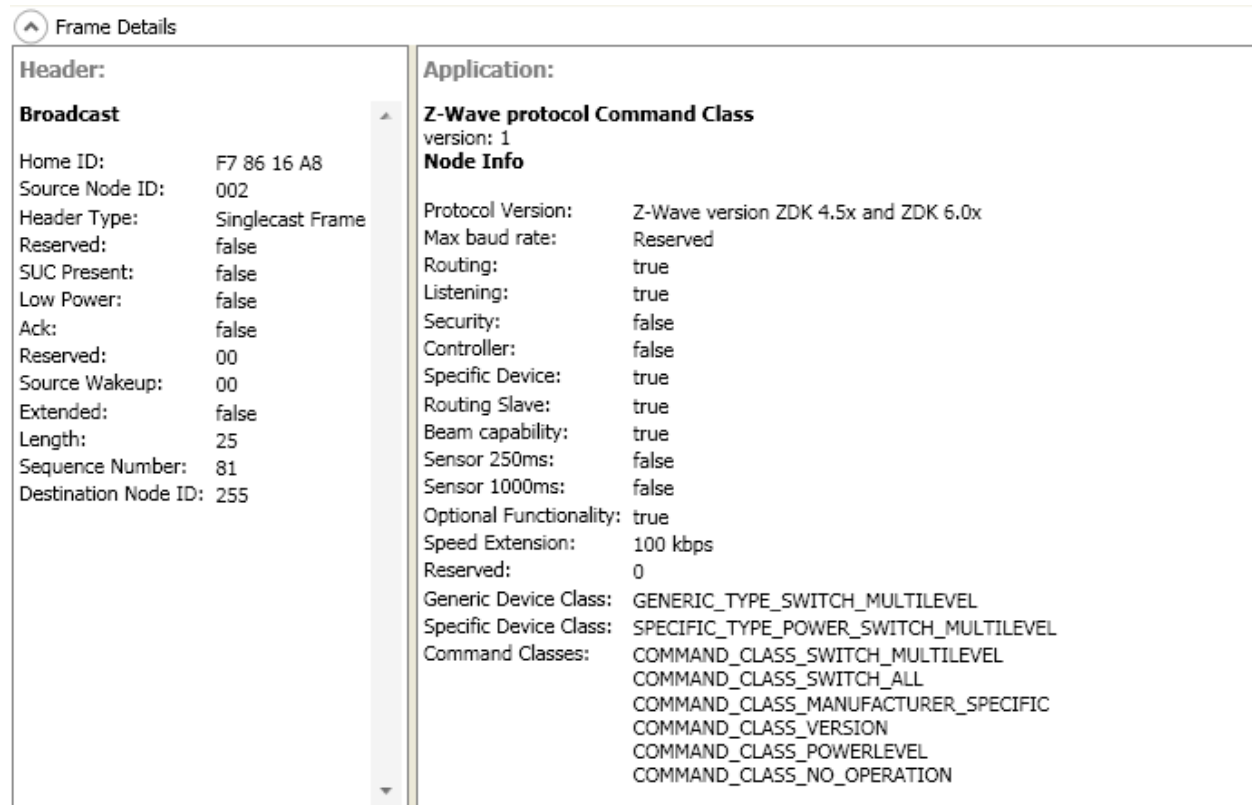 Frame Details
Header:
Broadcast
Home ID: F7 86 16 A8
Source Node ID: 002
Header Type: Singlecast Frame
Reserved: false
SUC Present: false
Low Power: false
Ack: false
Reserved: 00
Source Wakeup: 00
Extended: false
Length: 25
Sequence Number: 81
Destination Node ID: 255
Application:
Z-Wave protocol Command Class
version: 1
Node Info
Protocol Version: Z-Wave version ZDK 4.5x and ZDK 6.0x
Max baud rate: Reserved
Routing: true
Listening: true
Security: false
Controller: false
Specific Device: true
Routing Slave: true
Beam capability: true
Sensor 250ms: false
Sensor 1000ms: false
Optional Functionality: true
Speed Extension: 100 kbps
Reserved: 0
Generic Device Class: GENERIC_TYPE_SWITCH_MULTILEVEL
Specific Device Class: SPECIFIC_TYPE_POWER_SWITCH_MULTILEVEL
Command Classes: COMMAND_CLASS_SWITCH_MULTILEVEL
COMMAND_CLASS_SWITCH_ALL
COMMAND_CLASS_MANUFACTURER_SPECIFIC
COMMAND_CLASS_VERSION
COMMAND_CLASS_POWERLEVEL
COMMAND_CLASS_NO_OPERATION